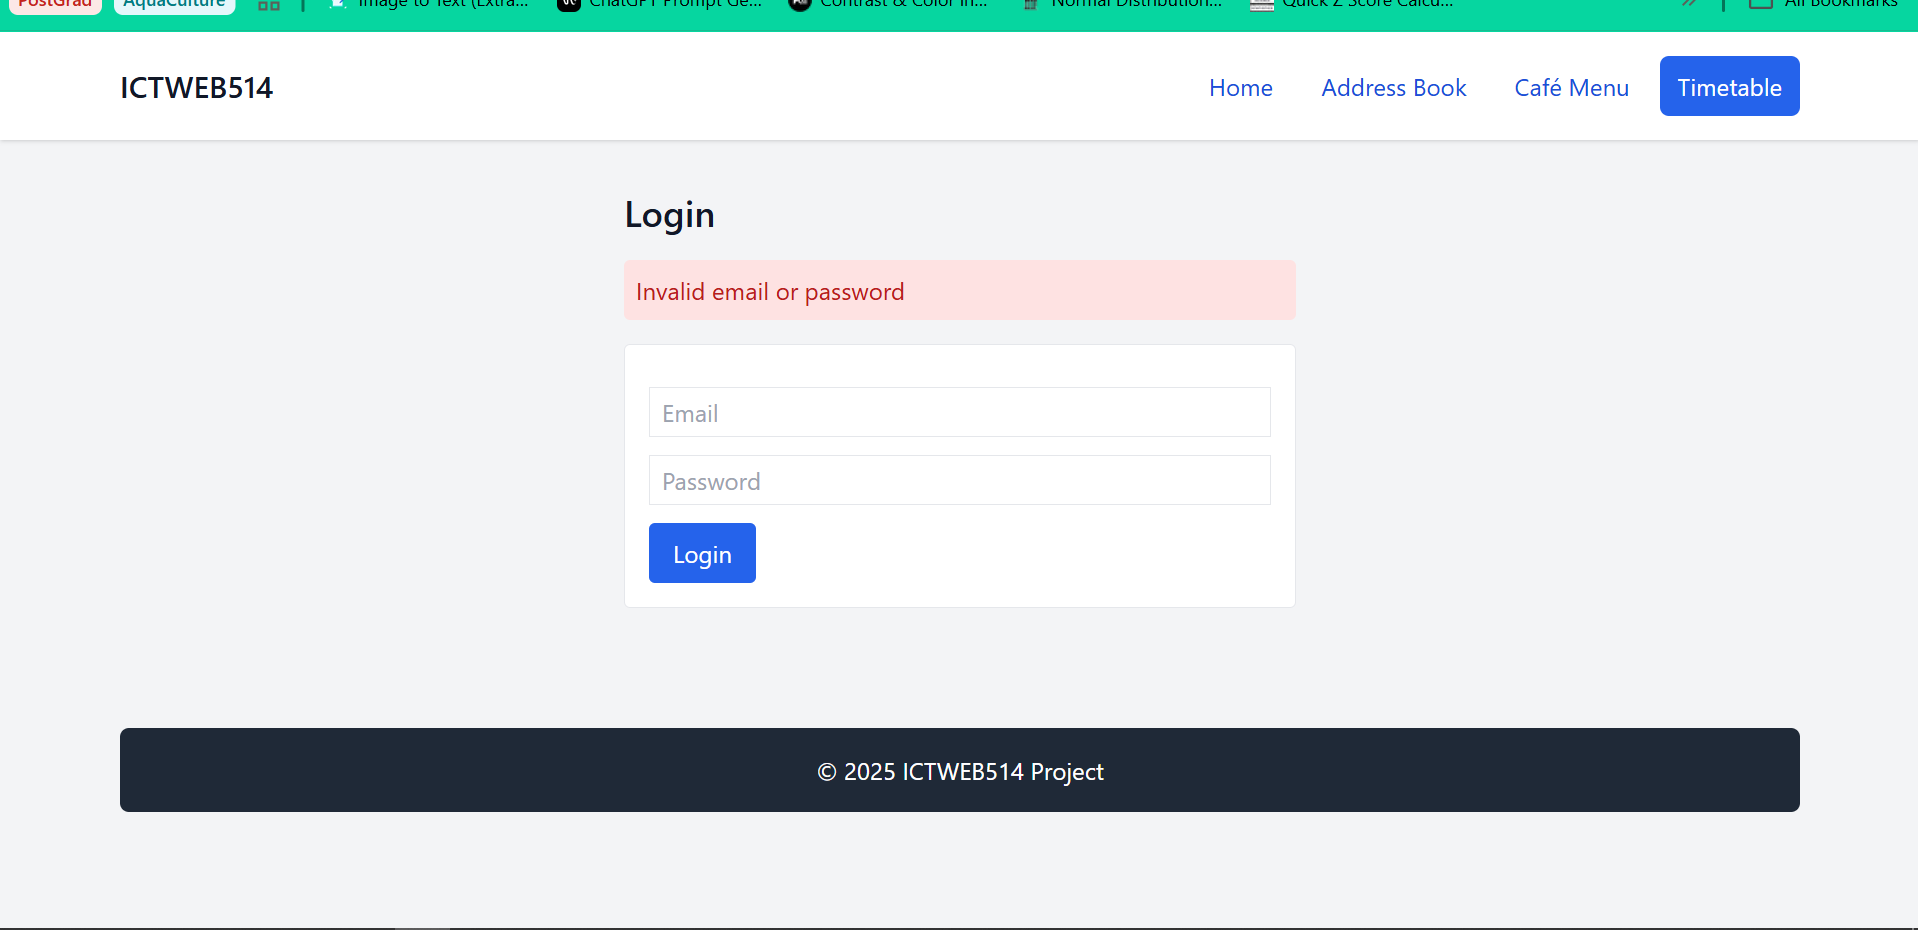 PostGrad AquaCulture Image to Text (Extra... ChatGPT Prompt Ge... Contrast & Color in... Normal Distribution... Quick Z Score Calcu... All Bookmarks
ICTWEB514 Home Address Book Café Menu Timetable
Login
Invalid email or password
Email
Password
Login
© 2025 ICTWEB514 Project